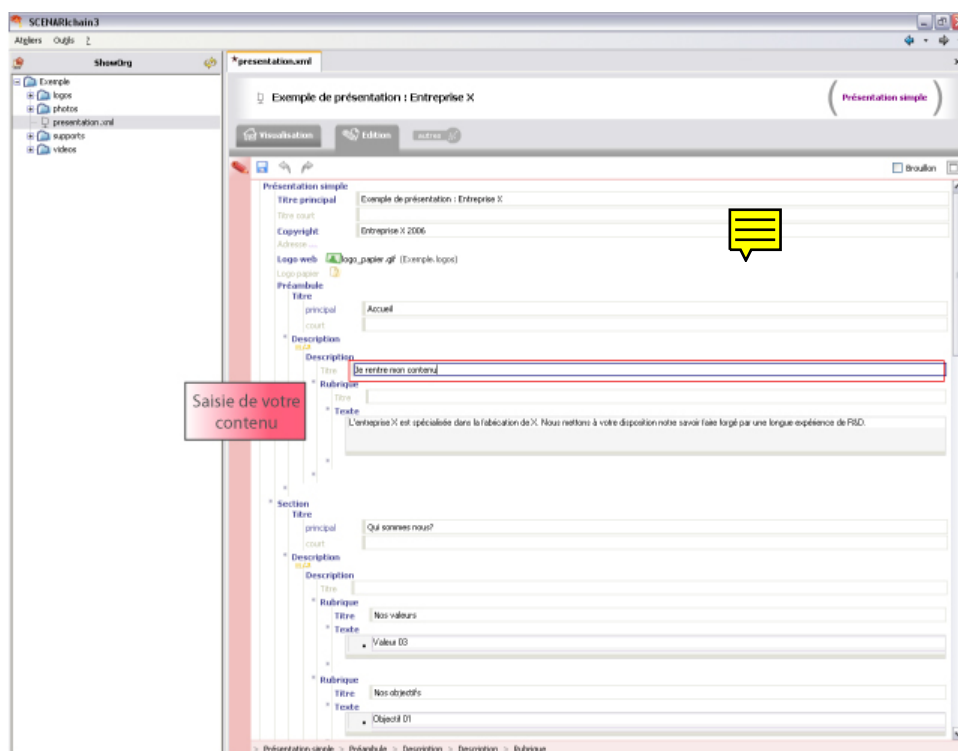 SCENARIchain3
Ateliers Outils ?
ShowOrg
*presentation.xml
Exemple
logos
photos
presentation.xml
supports
videos
Exemple de présentation : Entreprise X
Présentation simple
Visualisation
Edition
autres
Brouillon
Présentation simple
Titre principal Exemple de présentation : Entreprise X
Titre court
Copyright Entreprise X 2006
Adresse ...
Logo web logo_papier.gif (Exemple.logos)
Logo papier
Préambule
Titre
principal Accueil
court
* Description
Description
Titre Je rentre mon contenu
* Rubrique
Titre
* Texte
L'entreprise X est spécialisée dans la fabication de X. Nous mettons à votre disposition notre savoir faire forgé par une longue expérience de R&D.
Saisie de votre
contenu
* Section
Titre
principal Qui sommes nous?
court
* Description
Description
Titre
* Rubrique
Titre Nos valeurs
* Texte
Valeur 03
* Rubrique
Titre Nos objectifs
* Texte
Objectif 01
> Présentation simple > Préambule > Description > Description > Rubrique